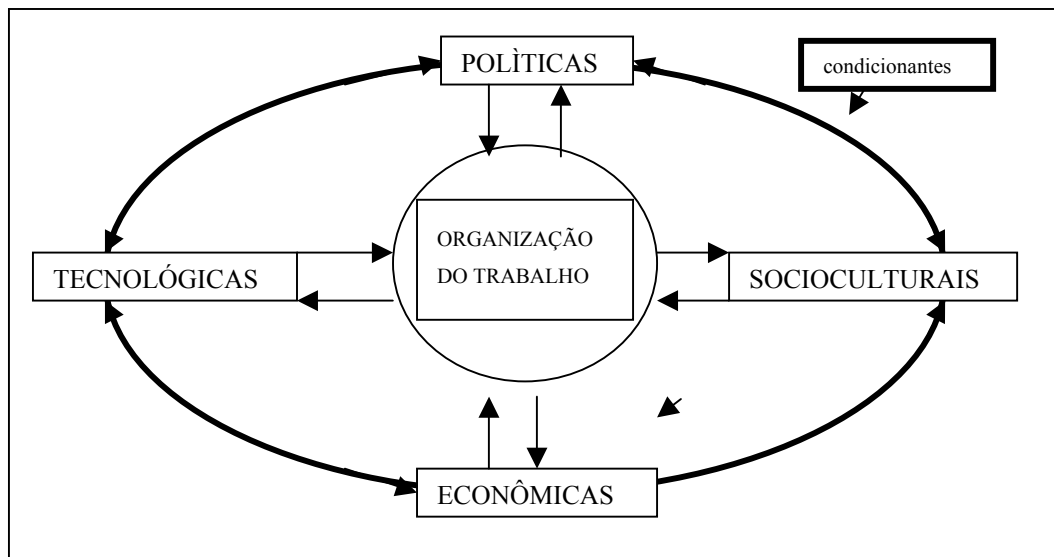 POLÌTICAS
condicionantes
ORGANIZAÇÃO
DO TRABALHO
TECNOLÓGICAS
SOCIOCULTURAIS
ECONÔMICAS